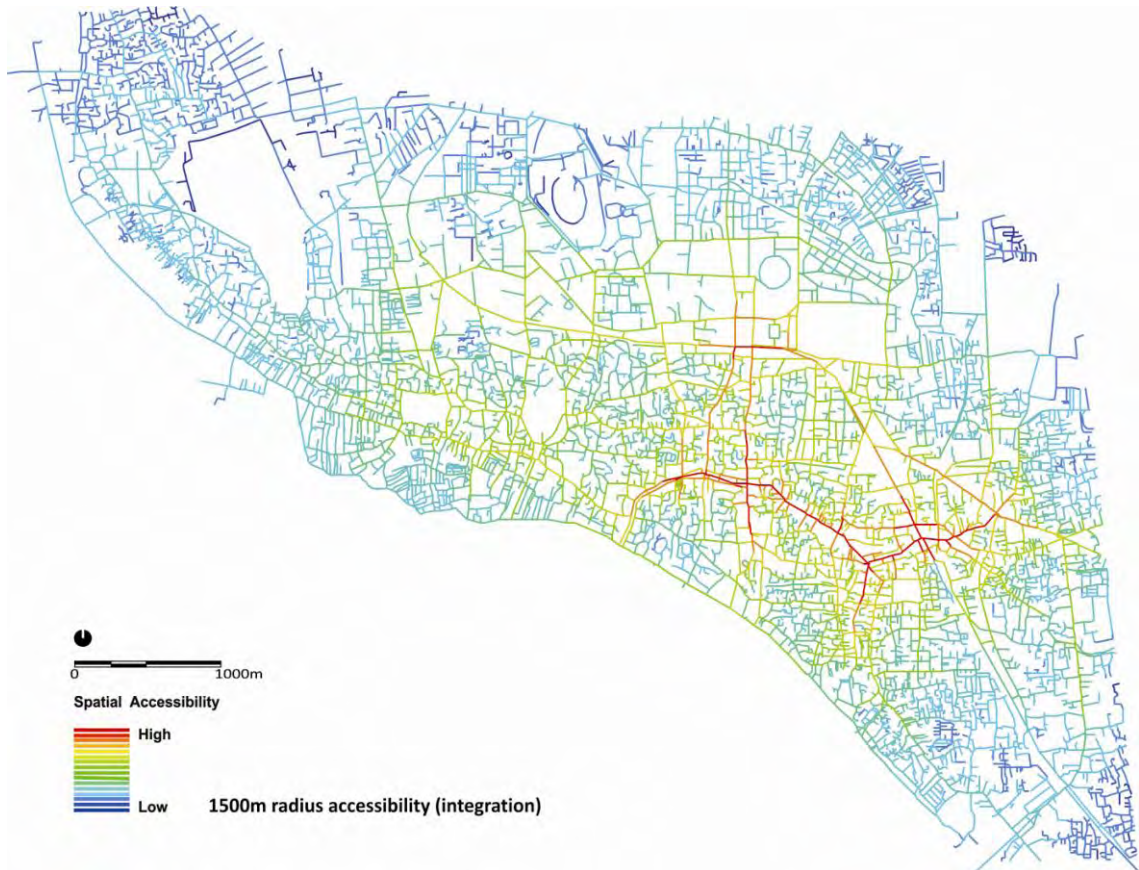 0 1000m
Spatial Accessibility
High
Low
1500m radius accessibility (integration)